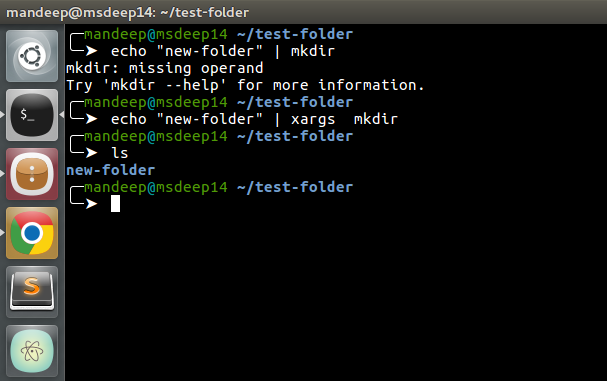 mandeep@msdeep14: ~/test-folder
mandeep@msdeep14 ~/test-folder
➤ echo "new-folder" | mkdir
mkdir: missing operand
Try 'mkdir --help' for more information.
mandeep@msdeep14 ~/test-folder
➤ echo "new-folder" | xargs  mkdir
mandeep@msdeep14 ~/test-folder
➤ ls
new-folder
mandeep@msdeep14 ~/test-folder
➤
$_
S